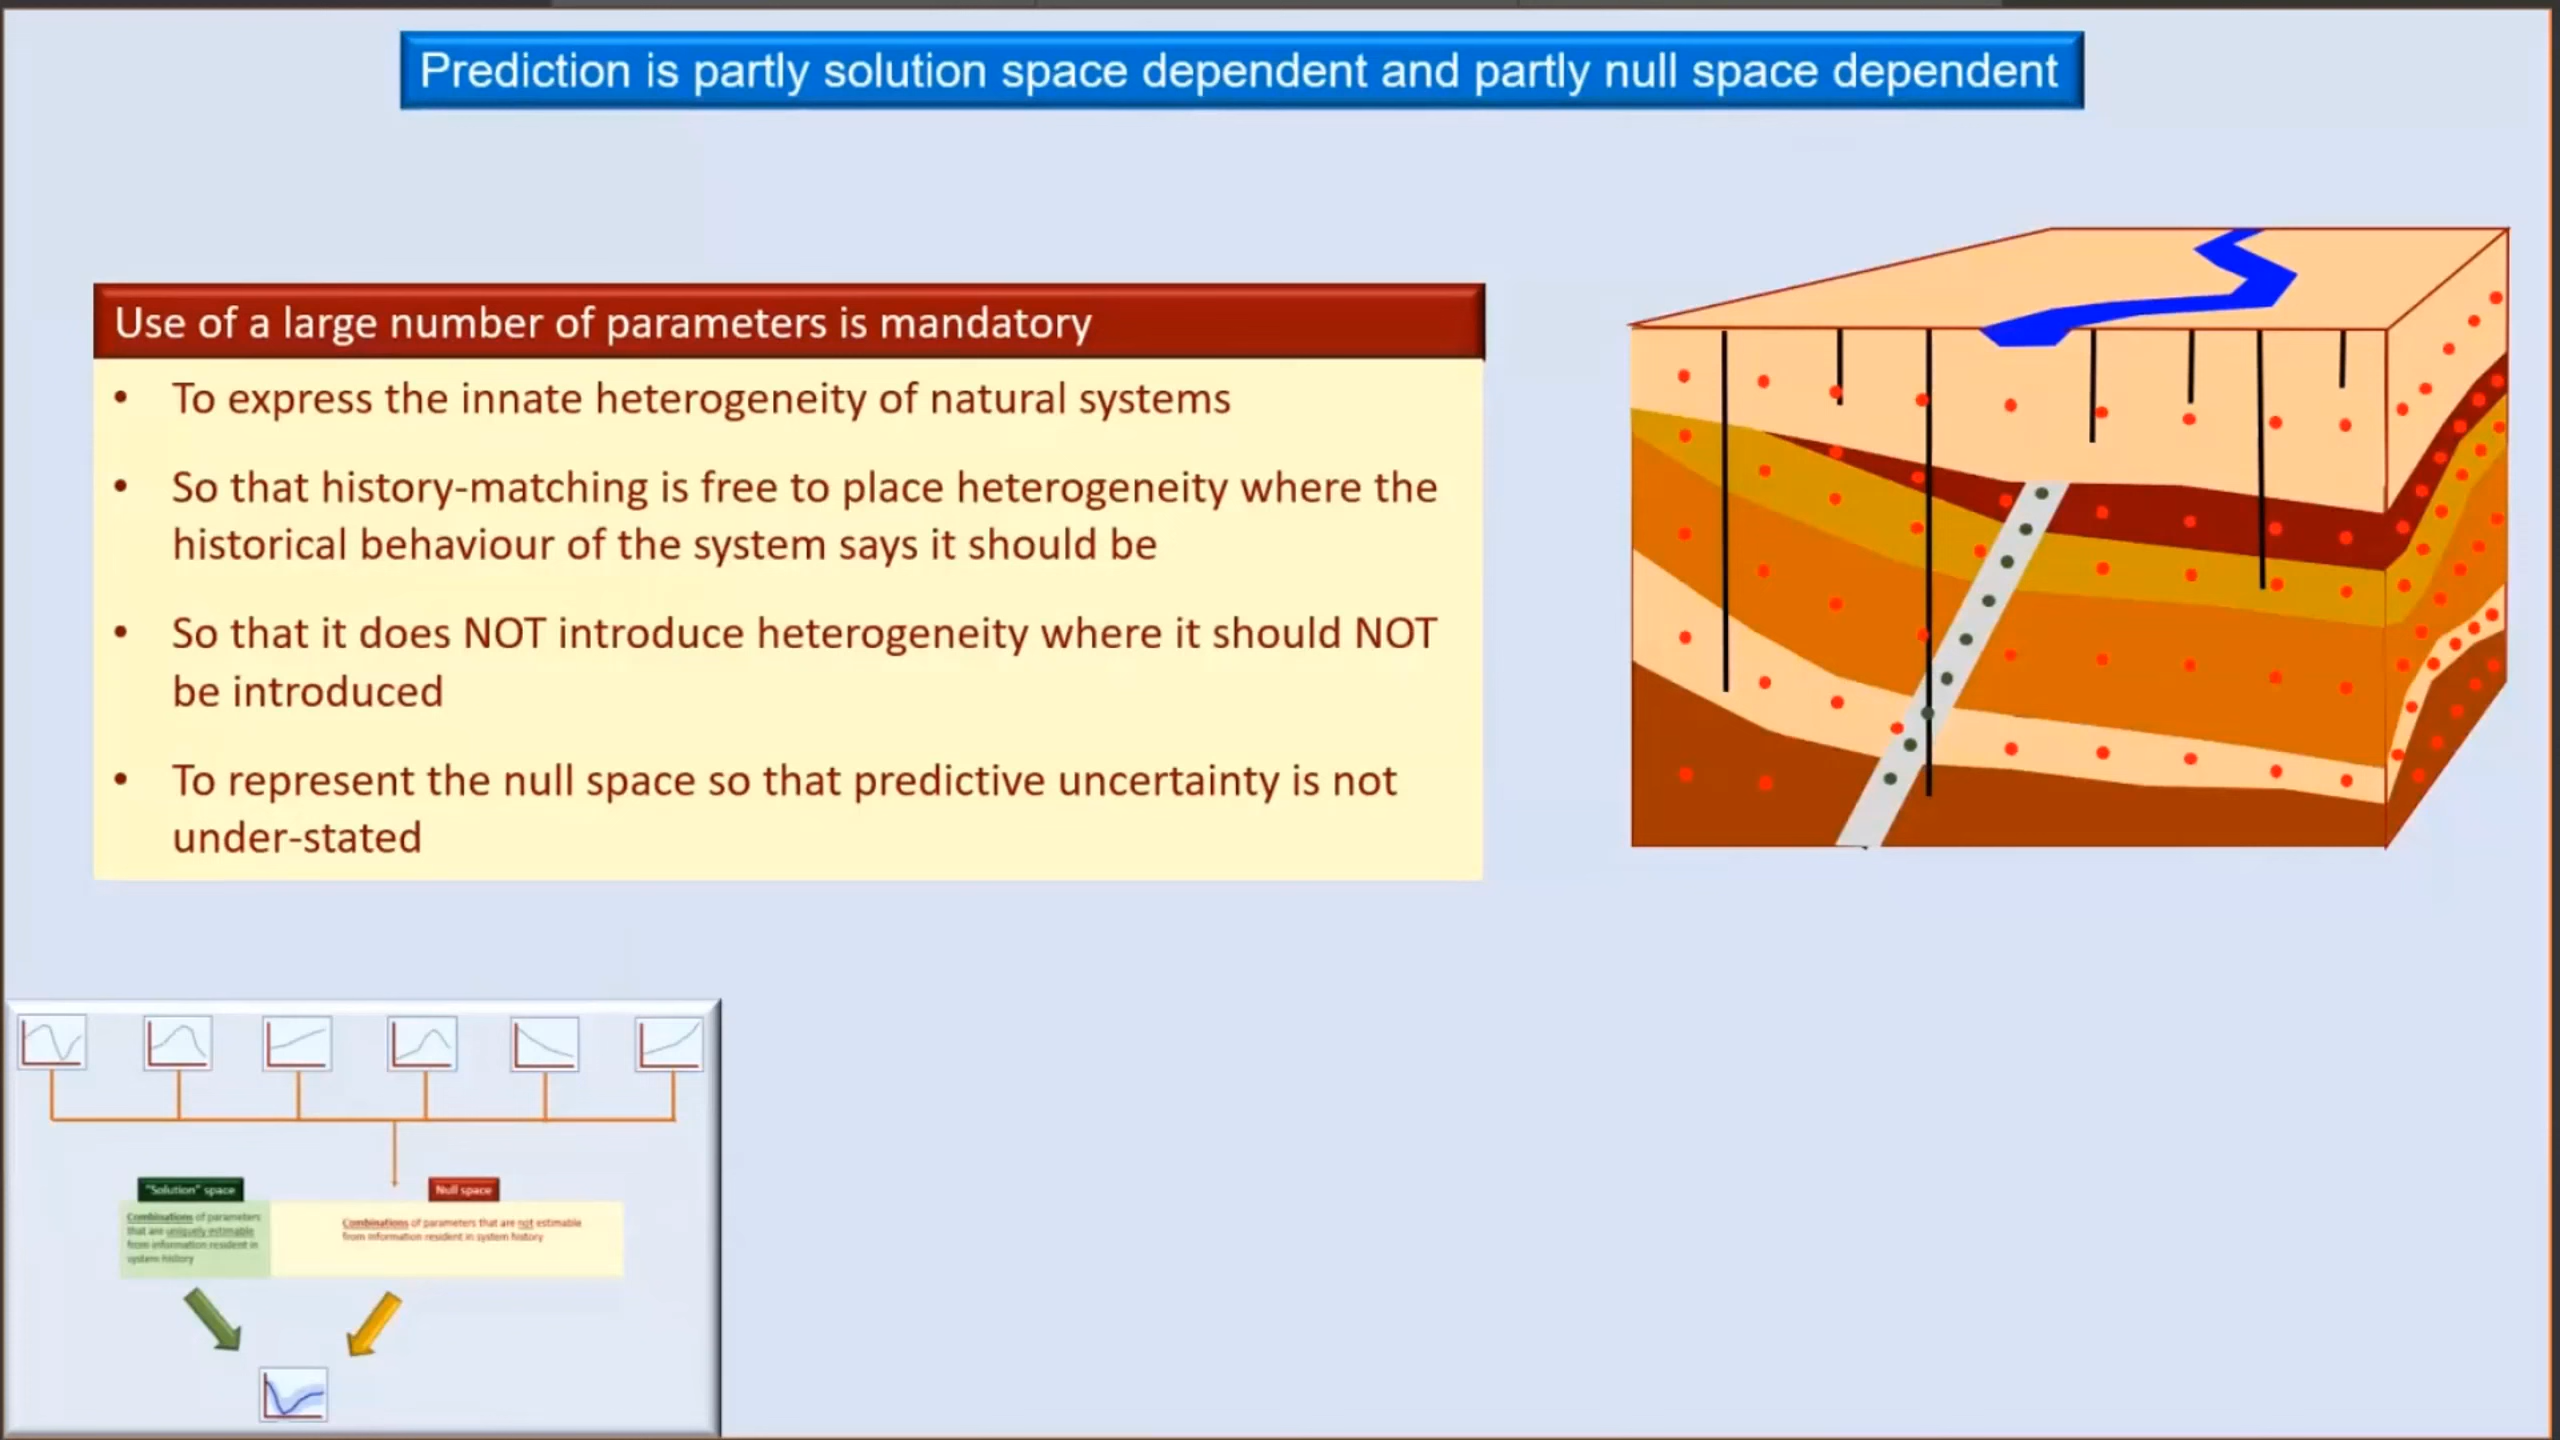 Prediction is partly solution space dependent and partly null space dependent
Use of a large number of parameters is mandatory
• To express the innate heterogeneity of natural systems
• So that history-matching is free to place heterogeneity where the
historical behaviour of the system says it should be
• So that it does NOT introduce heterogeneity where it should NOT
be introduced
• To represent the null space so that predictive uncertainty is not
under-stated
"Solution" space
Combinations of parameters
that are uniquely estimable
from information resident in
system history
Null space
Combinations of parameters that are not estimable
from information resident in system history